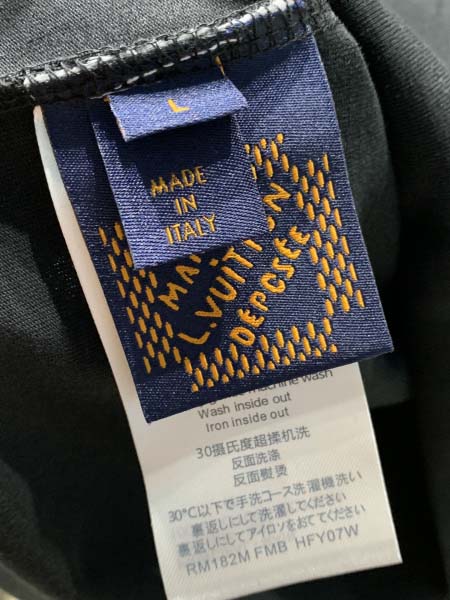 L
MADE
IN
ITALY
L.VUITTON
DÉPOSÉE
machine wash
Wash inside out
Iron inside out
30摄氏度超揉机洗
反面洗涤
反面熨烫
30℃以下で手洗コース洗濯機洗い
裏返しにして洗濯してください
裏返しにしてアイロンをおてください
RM182M FMB HFY07W